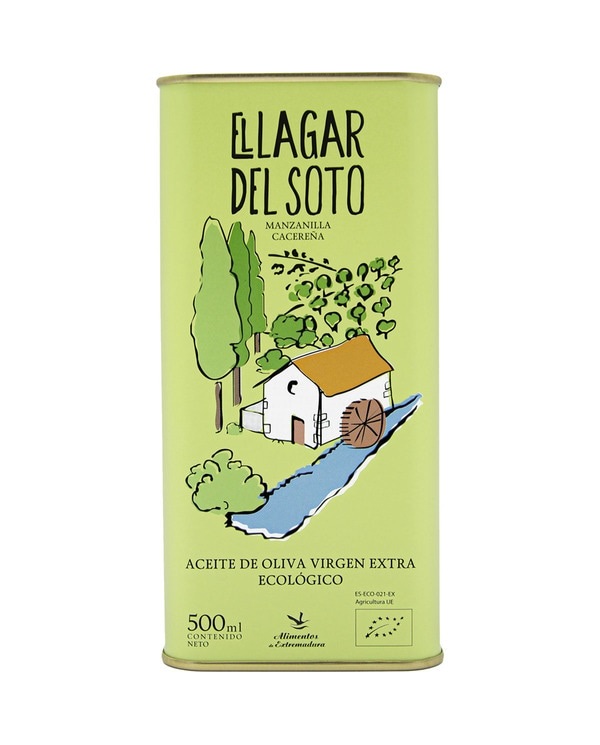 EL LAGAR
DEL SOTO
MANZANILLA
CACEREÑA
ACEITE DE OLIVA VIRGEN EXTRA
ECOLÓGICO
500ml
CONTENIDO
NETO
Alimentos
de Extremadura
ES-ECO-021-EX
Agricultura UE